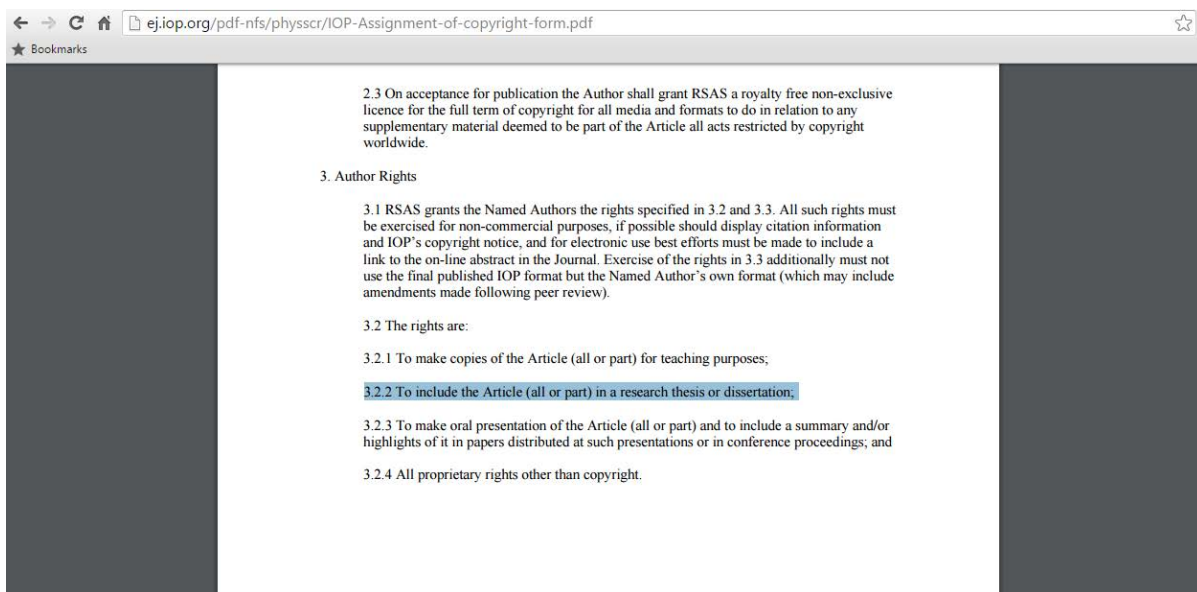 ej.iop.org/pdf-nfs/physscr/IOP-Assignment-of-copyright-form.pdf
Bookmarks
2.3 On acceptance for publication the Author shall grant RSAS a royalty free non-exclusive
licence for the full term of copyright for all media and formats to do in relation to any
supplementary material deemed to be part of the Article all acts restricted by copyright
worldwide.
3. Author Rights
3.1 RSAS grants the Named Authors the rights specified in 3.2 and 3.3. All such rights must
be exercised for non-commercial purposes, if possible should display citation information
and IOP's copyright notice, and for electronic use best efforts must be made to include a
link to the on-line abstract in the Journal. Exercise of the rights in 3.3 additionally must not
use the final published IOP format but the Named Author's own format (which may include
amendments made following peer review).
3.2 The rights are:
3.2.1 To make copies of the Article (all or part) for teaching purposes;
3.2.2 To include the Article (all or part) in a research thesis or dissertation;
3.2.3 To make oral presentation of the Article (all or part) and to include a summary and/or
highlights of it in papers distributed at such presentations or in conference proceedings; and
3.2.4 All proprietary rights other than copyright.